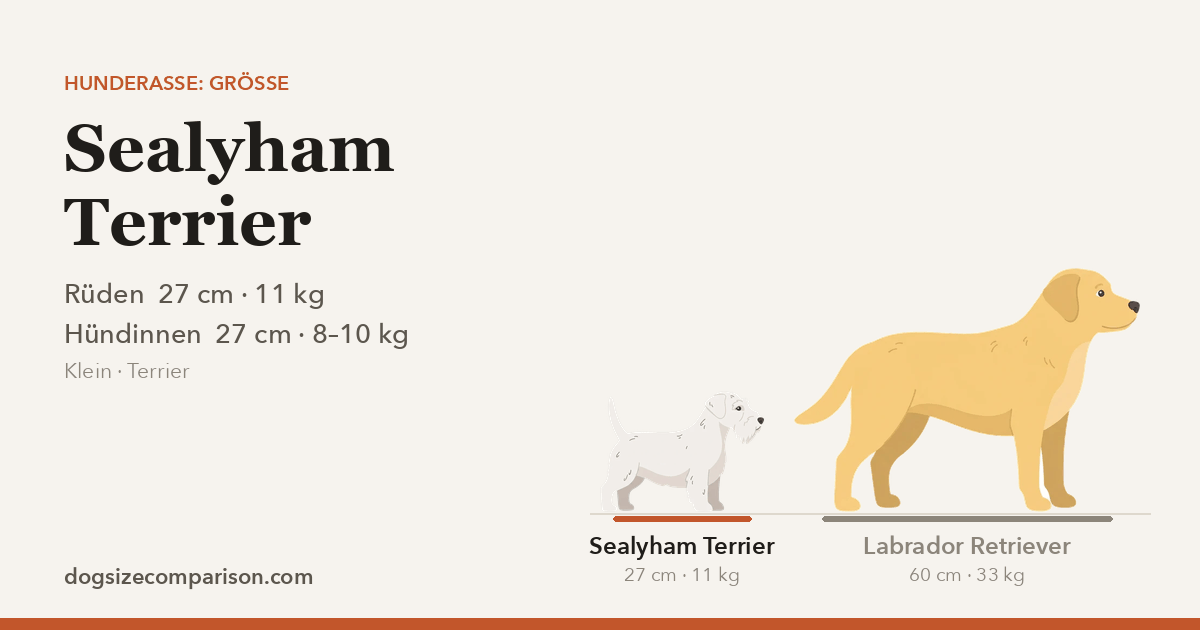 HUNDERASSE: GRÖSSE
Sealyham
Terrier
Rüden 27 cm · 11 kg
Hündinnen 27 cm · 8–10 kg
Klein · Terrier
Sealyham Terrier
27 cm · 11 kg
Labrador Retriever
60 cm · 33 kg
dogsizecomparison.com